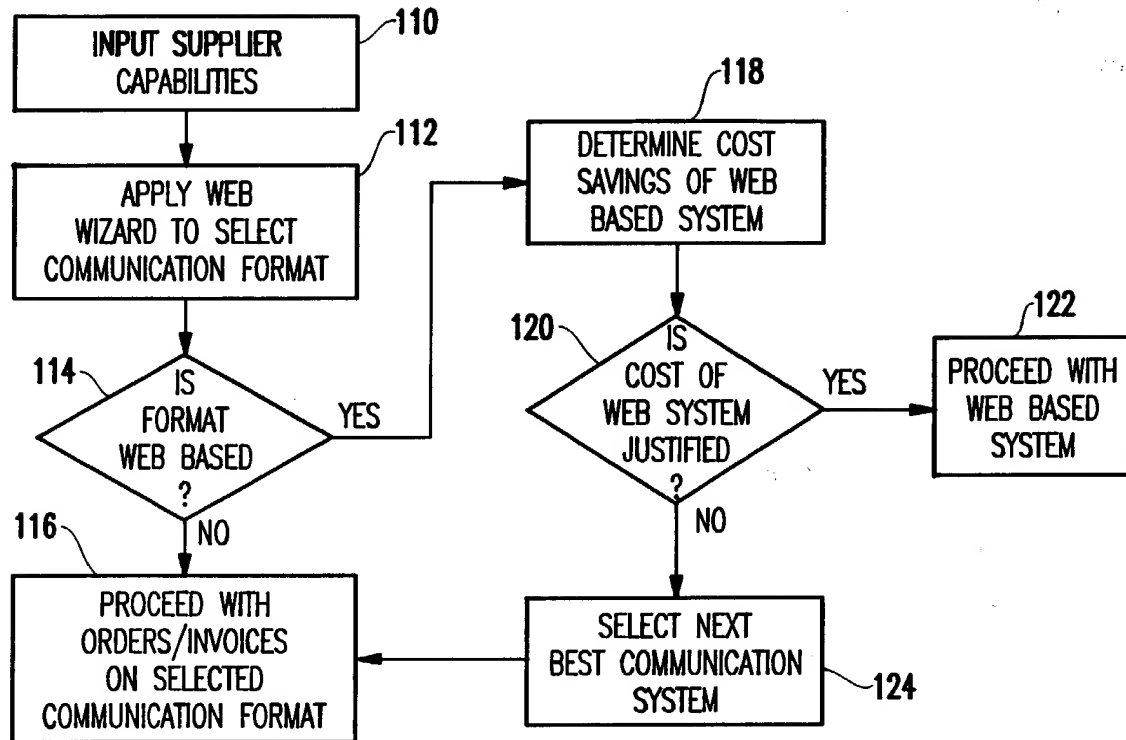 110
INPUT SUPPLIER
CAPABILITIES
112
APPLY WEB
WIZARD TO SELECT
COMMUNICATION FORMAT
114
IS
FORMAT
WEB BASED
?
YES
NO
116
PROCEED WITH
ORDERS/INVOICES
ON SELECTED
COMMUNICATION FORMAT
118
DETERMINE COST
SAVINGS OF WEB
BASED SYSTEM
120
IS
COST OF
WEB SYSTEM
JUSTIFIED
?
YES
NO
122
PROCEED WITH
WEB BASED
SYSTEM
SELECT NEXT
BEST COMMUNICATION
SYSTEM
124